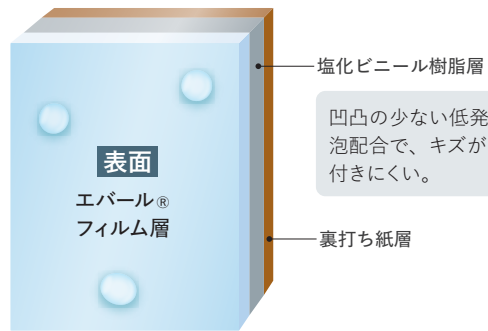 塩化ビニール樹脂層
凹凸の少ない低発
泡配合で、キズが
付きにくい。
表面
エバール®
フィルム層
裏打ち紙層